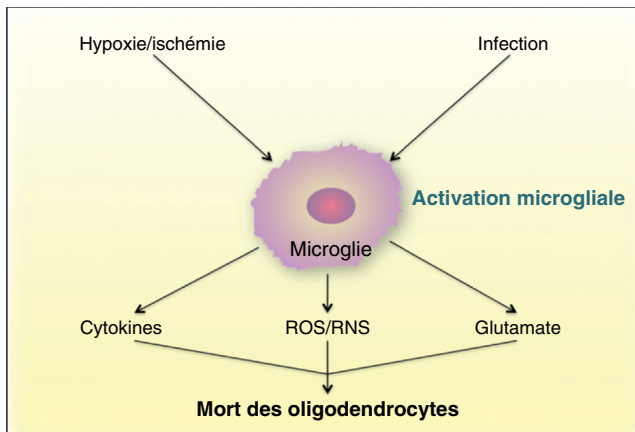 Hypoxie/ischémie
Infection
Activation microgliale
Microglie
Cytokines
ROS/RNS
Glutamate
Mort des oligodendrocytes